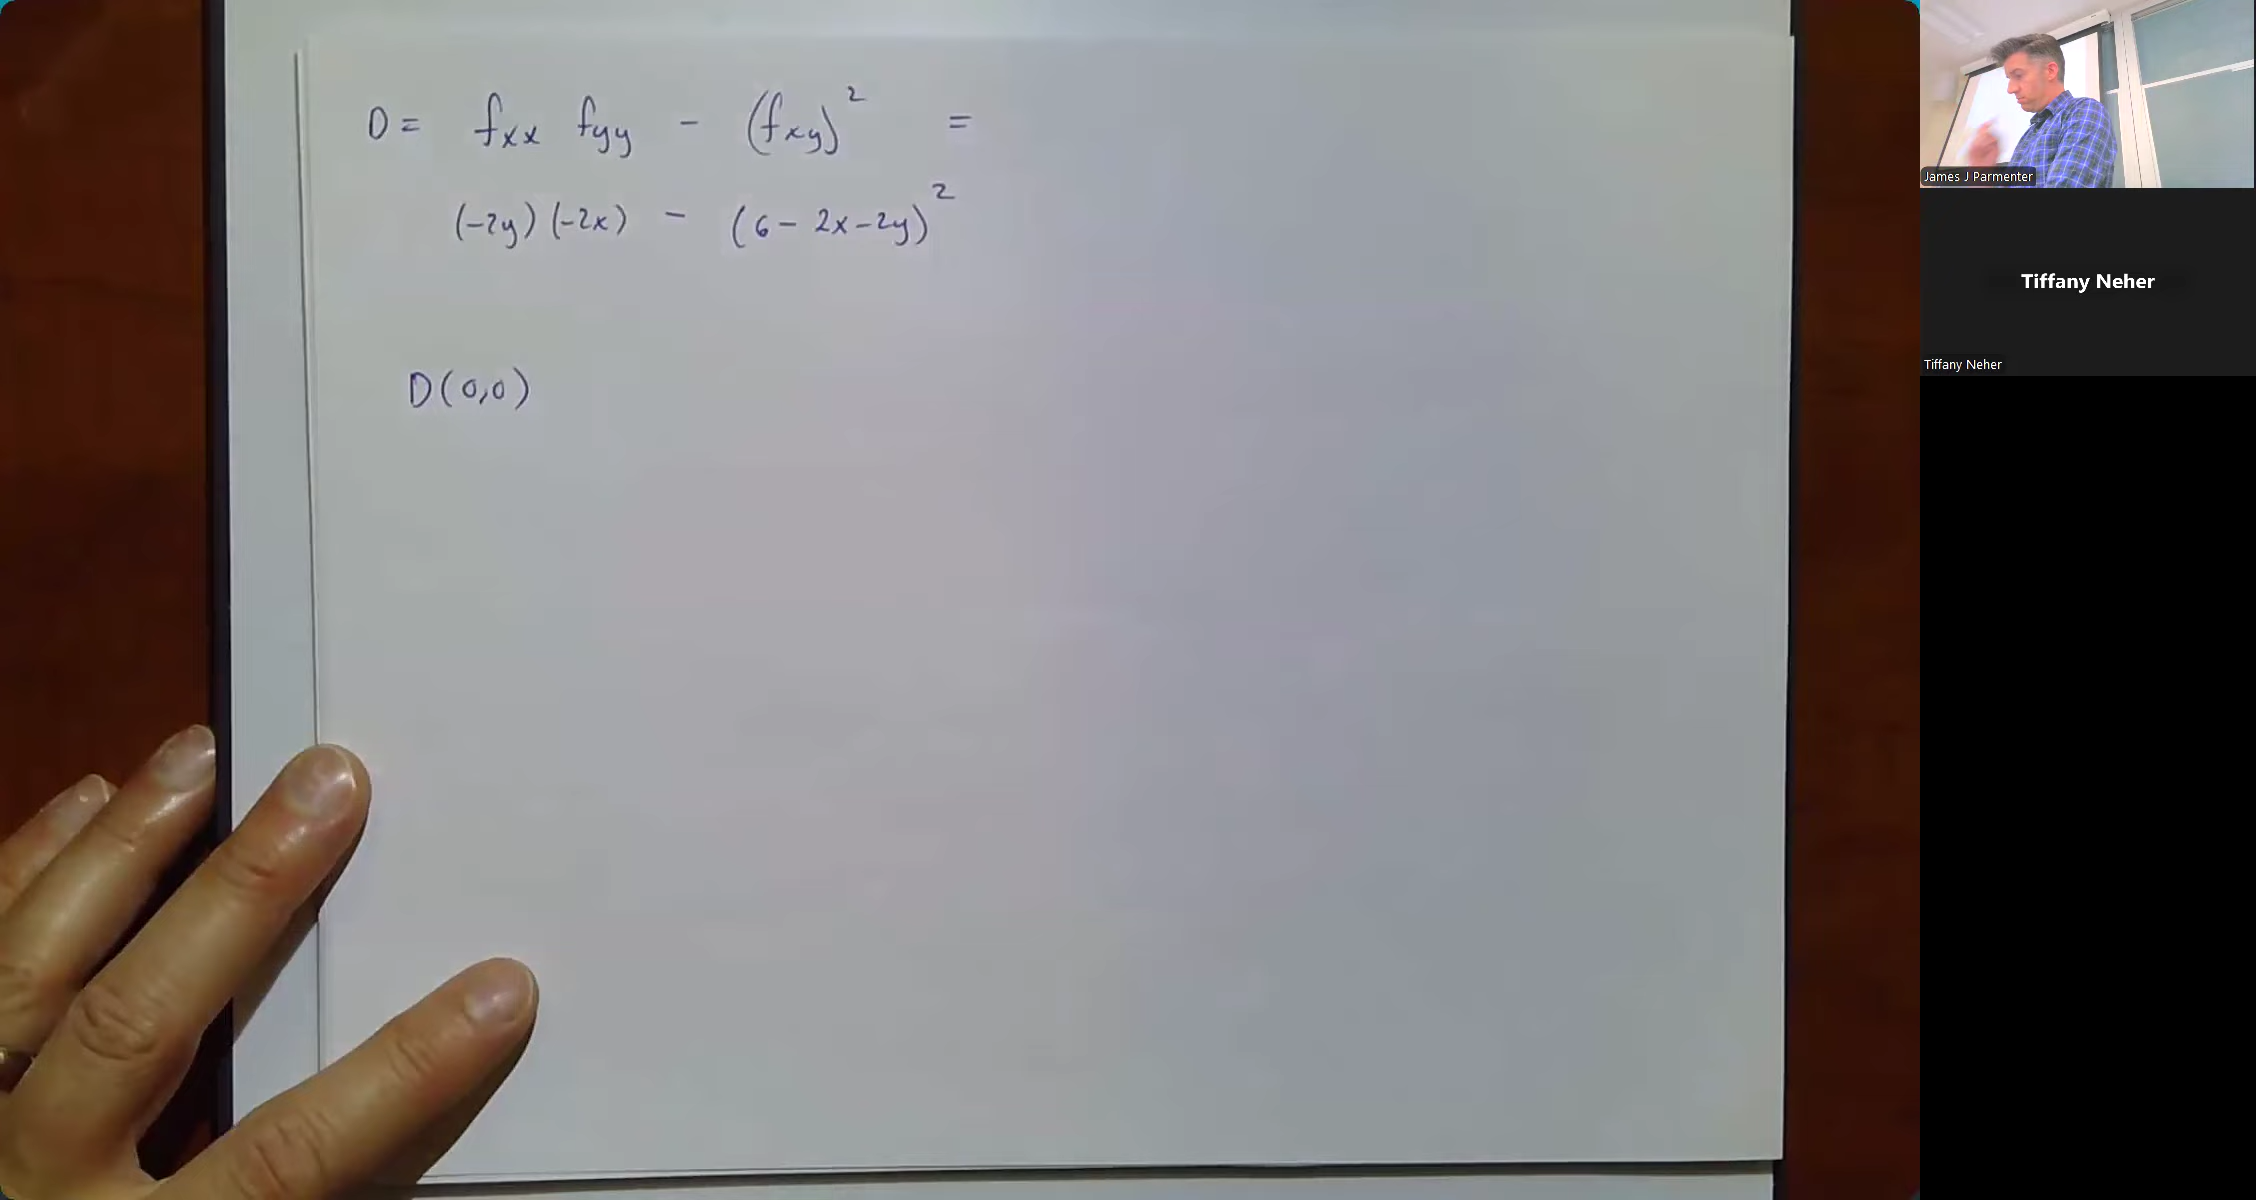 D = fxx fyy - (fxy)² =
(-2y)(-2x) - (6 - 2x - 2y)²
D(0,0)
James J Parmenter
Tiffany Neher
Tiffany Neher